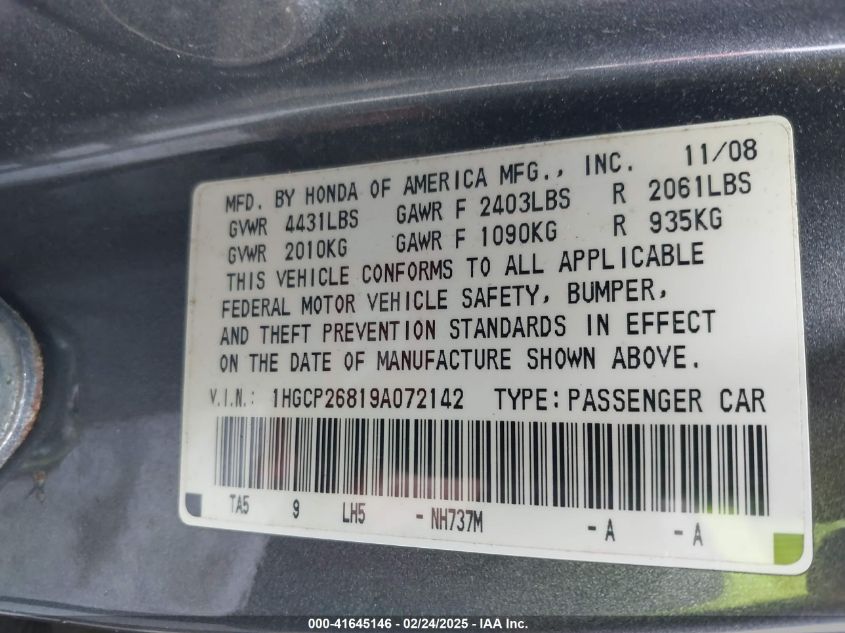 MFD. BY HONDA OF AMERICA MFG., INC. 11/08
GVWR 4431LBS GAWR F 2403LBS R 2061LBS
GVWR 2010KG GAWR F 1090KG R 935KG
THIS VEHICLE CONFORMS TO ALL APPLICABLE
FEDERAL MOTOR VEHICLE SAFETY, BUMPER,
AND THEFT PREVENTION STANDARDS IN EFFECT
ON THE DATE OF MANUFACTURE SHOWN ABOVE.
V.I.N.: 1HGCP26819A072142 TYPE: PASSENGER CAR
TA5 9 LH5 - NH737M - A - A
000-41645146 - 02/24/2025 - IAA Inc.